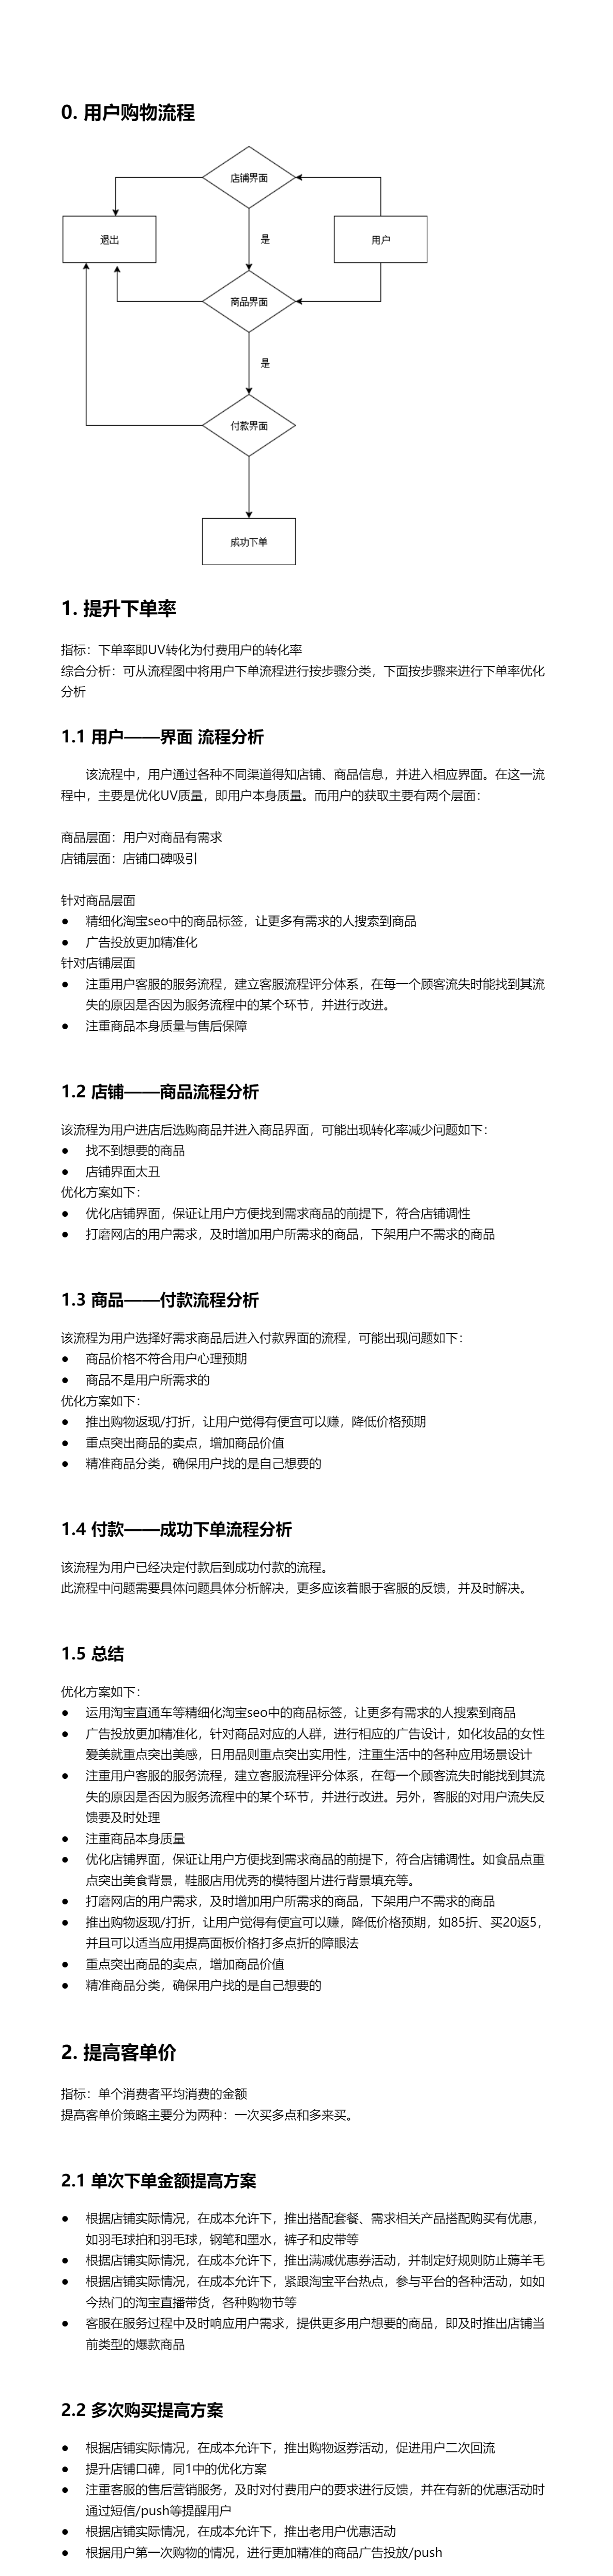 0. 用户购物流程
店铺界面
退出
是
用户
商品界面
是
付款界面
成功下单
1. 提升下单率
指标：下单率即UV转化为付费用户的转化率
综合分析：可从流程图中将用户下单流程进行按步骤分类，下面按步骤来进行下单率优化
分析
1.1 用户——界面 流程分析
该流程中，用户通过各种不同渠道得知店铺、商品信息，并进入相应界面。在这一流
程中，主要是优化UV质量，即用户本身质量。而用户的获取主要有两个层面：
商品层面：用户对商品有需求
店铺层面：店铺口碑吸引
针对商品层面
● 精细化淘宝seo中的商品标签，让更多有需求的人搜索到商品
● 广告投放更加精准化
针对店铺层面
● 注重用户客服的服务流程，建立客服流程评分体系，在每一个顾客流失时能找到其流
失的原因是否因为服务流程中的某个环节，并进行改进。
● 注重商品本身质量与售后保障
1.2 店铺——商品流程分析
该流程为用户进店后选购商品并进入商品界面，可能出现转化率减少问题如下：
● 找不到想要的商品
● 店铺界面太丑
优化方案如下：
● 优化店铺界面，保证让用户方便找到需求商品的前提下，符合店铺调性
● 打磨网店的用户需求，及时增加用户所需求的商品，下架用户不需求的商品
1.3 商品——付款流程分析
该流程为用户选择好需求商品后进入付款界面的流程，可能出现问题如下：
● 商品价格不符合用户心理预期
● 商品不是用户所需求的
优化方案如下：
● 推出购物返现/打折，让用户觉得有便宜可以赚，降低价格预期
● 重点突出商品的卖点，增加商品价值
● 精准商品分类，确保用户找的是自己想要的
1.4 付款——成功下单流程分析
该流程为用户已经决定付款后到成功付款的流程。
此流程中问题需要具体问题具体分析解决，更多应该着眼于客服的反馈，并及时解决。
1.5 总结
优化方案如下：
● 运用淘宝直通车等精细化淘宝seo中的商品标签，让更多有需求的人搜索到商品
● 广告投放更加精准化，针对商品对应的人群，进行相应的广告设计，如化妆品的女性
爱美就重点突出美感，日用品则重点突出实用性，注重生活中的各种应用场景设计
● 注重用户客服的服务流程，建立客服流程评分体系，在每一个顾客流失时能找到其流
失的原因是否因为服务流程中的某个环节，并进行改进。另外，客服的对用户流失反
馈要及时处理
● 注重商品本身质量
● 优化店铺界面，保证让用户方便找到需求商品的前提下，符合店铺调性。如食品点重
点突出美食背景，鞋服店用优秀的模特图片进行背景填充等。
● 打磨网店的用户需求，及时增加用户所需求的商品，下架用户不需求的商品
● 推出购物返现/打折，让用户觉得有便宜可以赚，降低价格预期，如85折、买20返5，
并且可以适当应用提高面板价格打多点折的障眼法
● 重点突出商品的卖点，增加商品价值
● 精准商品分类，确保用户找的是自己想要的
2. 提高客单价
指标：单个消费者平均消费的金额
提高客单价策略主要分为两种：一次买多点和多来买。
2.1 单次下单金额提高方案
● 根据店铺实际情况，在成本允许下，推出搭配套餐、需求相关产品搭配购买有优惠，
如羽毛球拍和羽毛球，钢笔和墨水，裤子和皮带等
● 根据店铺实际情况，在成本允许下，推出满减优惠券活动，并制定好规则防止薅羊毛
● 根据店铺实际情况，在成本允许下，紧跟淘宝平台热点，参与平台的各种活动，如如
今热门的淘宝直播带货，各种购物节等
● 客服在服务过程中及时响应用户需求，提供更多用户想要的商品，即及时推出店铺当
前类型的爆款商品
2.2 多次购买提高方案
● 根据店铺实际情况，在成本允许下，推出购物返券活动，促进用户二次回流
● 提升店铺口碑，同1中的优化方案
● 注重客服的售后营销服务，及时对付费用户的要求进行反馈，并在有新的优惠活动时
通过短信/push等提醒用户
● 根据店铺实际情况，在成本允许下，推出老用户优惠活动
● 根据用户第一次购物的情况，进行更加精准的商品广告投放/push